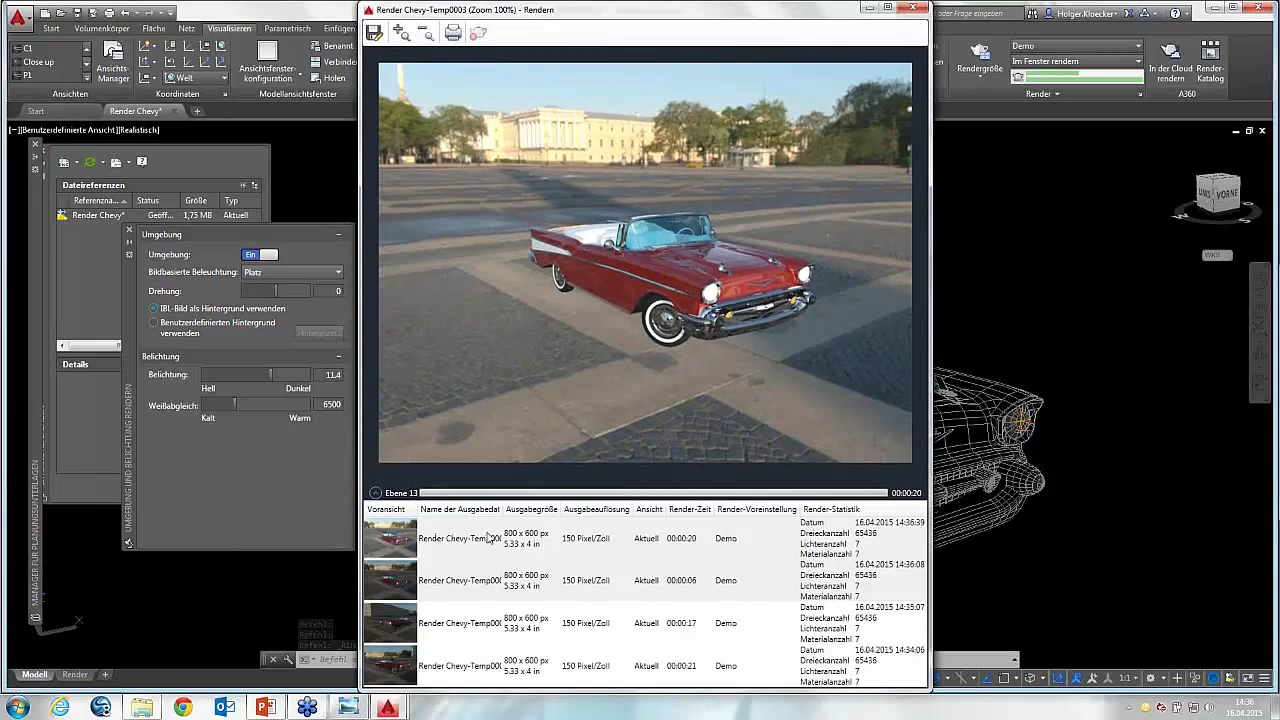 Render Chevy-Temp0003 (Zoom 100%) - Rendern
Start Volumenkörper Fläche Netz Visualisieren Parametrisch Einfügen
oder Frage eingeben
Holger.Kloecker
C1
Close up
P1
Ansichts-
Manager
Ansichten
Welt
Koordinaten
Ansichtsfenster-
konfiguration
Benannt
Verbinden
Holen
Modellansichtsfenster
Rendergröße
Demo
Im Fenster rendern
Render
In der Cloud
rendern
Render-
Katalog
A360
Start
Render Chevy*
[−][Benutzerdefinierte Ansicht][Realistisch]
Dateireferenzen
Referenzna... Status Größe Typ
Render Chevy* Geöff... 1,75 MB Aktuell
Details
MANAGER FÜR PLANUNGSUNTERLAGEN
Umgebung
Umgebung: Ein
Bildbasierte Beleuchtung: Platz
Drehung: 0
IBL-Bild als Hintergrund verwenden
Benutzerdefinierten Hintergrund
verwenden
Hintergrund...
Belichtung
Belichtung: 11,4
Hell Dunkel
Weißabgleich: 6500
Kalt Warm
UMGEBUNG UND BELICHTUNG RENDERN
LINKS VORNE
WKS
Ebene 13 00:00:20
Voransicht Name der Ausgabedat Ausgabegröße Ausgabeauflösung Ansicht Render-Zeit Render-Voreinstellung Render-Statistik
Render Chevy-Temp00( 800 x 600 px 5.33 x 4 in 150 Pixel/Zoll Aktuell 00:00:20 Demo
Datum 16.04.2015 14:36:39
Dreieckanzahl 65436
Lichteranzahl 7
Materialanzahl 7
Render Chevy-Temp00( 800 x 600 px 5.33 x 4 in 150 Pixel/Zoll Aktuell 00:00:06 Demo
Datum 16.04.2015 14:36:08
Dreieckanzahl 65436
Lichteranzahl 7
Materialanzahl 7
Render Chevy-Temp00( 800 x 600 px 5.33 x 4 in 150 Pixel/Zoll Aktuell 00:00:17 Demo
Datum 16.04.2015 14:35:07
Dreieckanzahl 65436
Lichteranzahl 7
Materialanzahl 7
Render Chevy-Temp00( 800 x 600 px 5.33 x 4 in 150 Pixel/Zoll Aktuell 00:00:21 Demo
Datum 16.04.2015 14:34:06
Dreieckanzahl 65436
Lichteranzahl 7
Materialanzahl 7
Befehl:
Befehl:
Befehl:
Befehl
Modell Render
1:1
14:36
16.04.2015